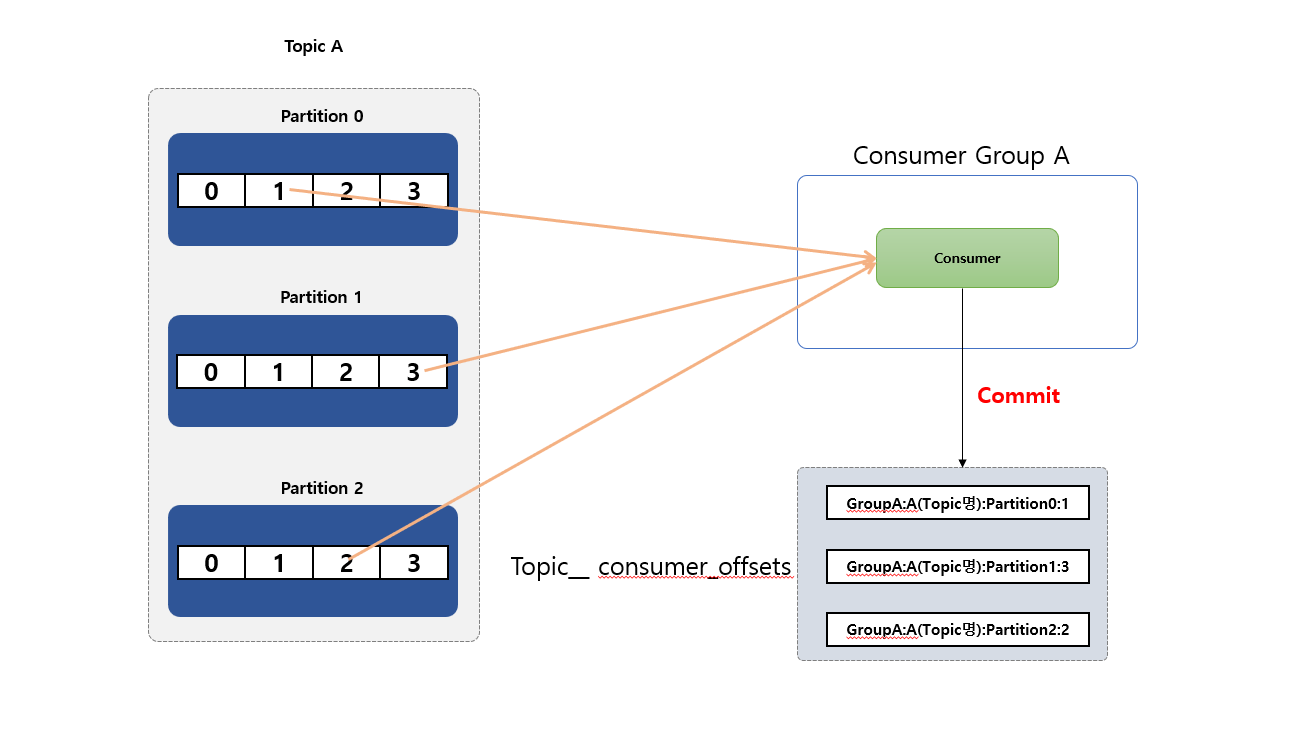 Topic A
Partition 0
0 1 2 3
Partition 1
0 1 2 3
Partition 2
0 1 2 3
Consumer Group A
Consumer
Commit
Topic__ consumer_offsets
GroupA:A(Topic명):Partition0:1
GroupA:A(Topic명):Partition1:3
GroupA:A(Topic명):Partition2:2